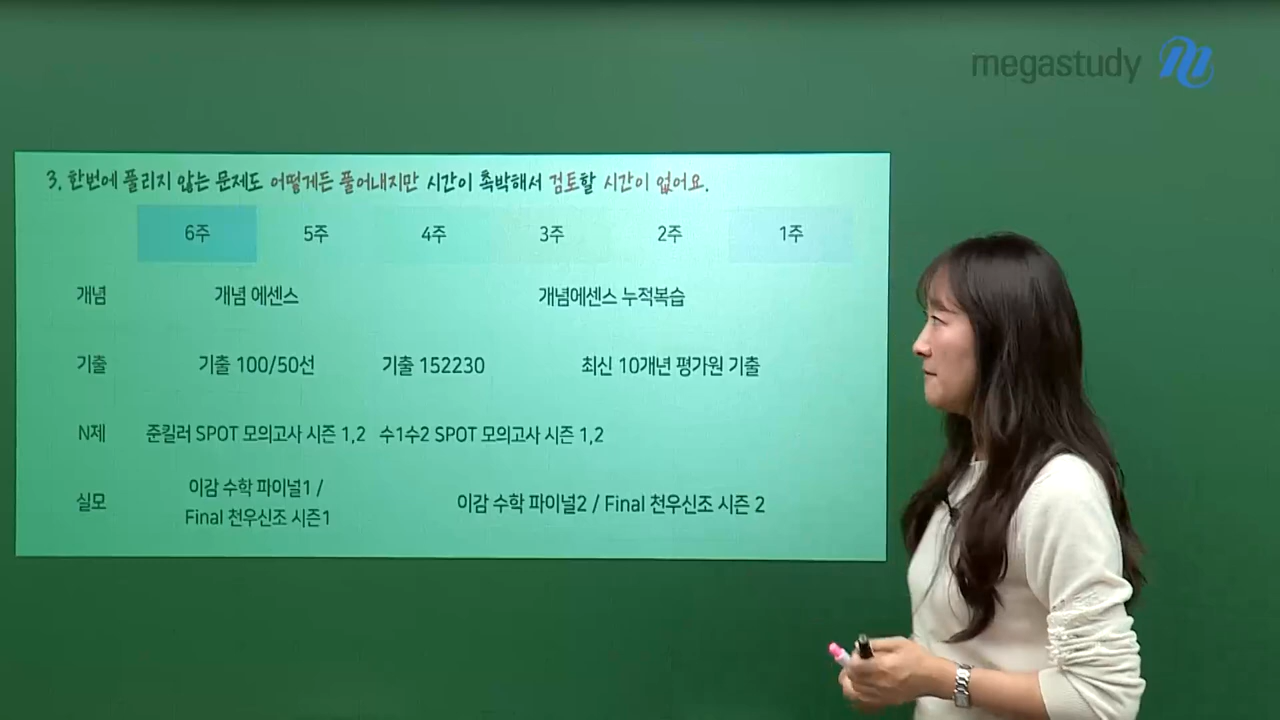 megastudy
3. 한번에 풀리지 않는 문제도 어떻게든 풀어내지만 시간이 촉박해서 검토할 시간이 없어요.
6주 5주 4주 3주 2주 1주
개념 개념 에센스 개념에센스 누적복습
기출 기출 100/50선 기출 152230 최신 10개년 평가원 기출
N제 준킬러 SPOT 모의고사 시즌 1,2 수1수2 SPOT 모의고사 시즌 1,2
실모 이감 수학 파이널1 / Final 천우신조 시즌1 이감 수학 파이널2 / Final 천우신조 시즌 2